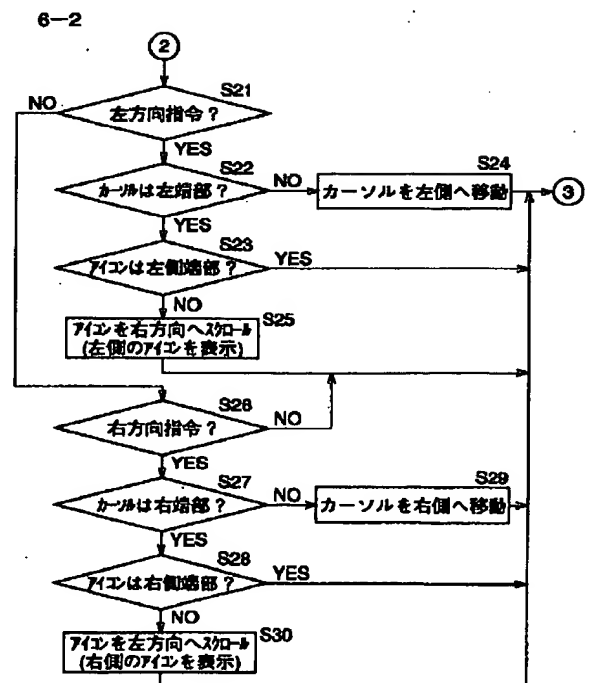 6-2
2
S21
NO
左方向指令?
YES
S22
カーソルは左端部?
NO
S24
カーソルを左側へ移動
3
YES
S23
アイコンは左側端部?
YES
NO
S25
アイコンを右方向へスクロール
(左側のアイコンを表示)
S26
右方向指令?
NO
YES
S27
カーソルは右端部?
NO
S29
カーソルを右側へ移動
YES
S28
アイコンは右側端部?
YES
NO
S30
アイコンを左方向へスクロール
(右側のアイコンを表示)